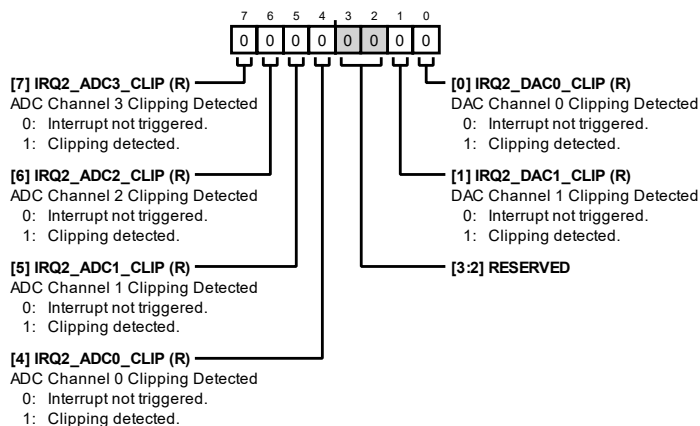 7 6 5 4 3 2 1 0
0 0 0 0 0 0 0 0
[7] IRQ2_ADC3_CLIP (R)
ADC Channel 3 Clipping Detected
0: Interrupt not triggered.
1: Clipping detected.
[6] IRQ2_ADC2_CLIP (R)
ADC Channel 2 Clipping Detected
0: Interrupt not triggered.
1: Clipping detected.
[5] IRQ2_ADC1_CLIP (R)
ADC Channel 1 Clipping Detected
0: Interrupt not triggered.
1: Clipping detected.
[4] IRQ2_ADC0_CLIP (R)
ADC Channel 0 Clipping Detected
0: Interrupt not triggered.
1: Clipping detected.
[0] IRQ2_DAC0_CLIP (R)
DAC Channel 0 Clipping Detected
0: Interrupt not triggered.
1: Clipping detected.
[1] IRQ2_DAC1_CLIP (R)
DAC Channel 1 Clipping Detected
0: Interrupt not triggered.
1: Clipping detected.
[3:2] RESERVED